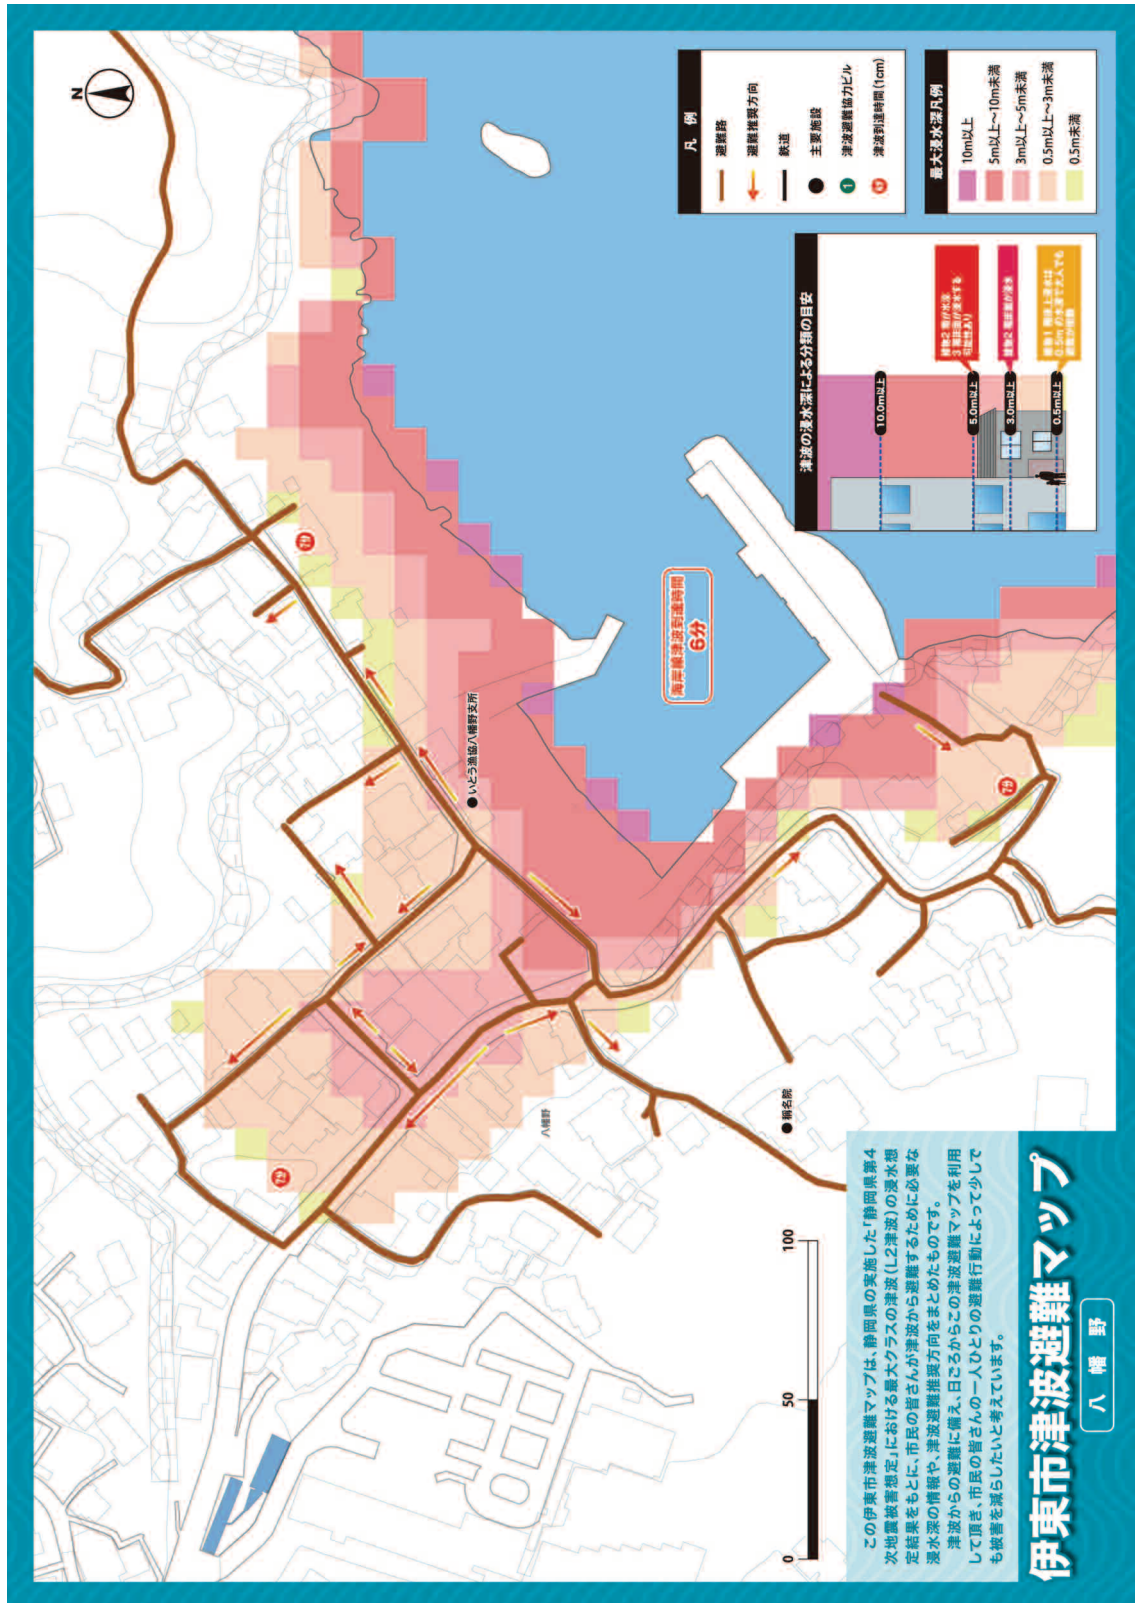 伊東市津波避難マップ
八幡野
この伊東市津波避難マップは、静岡県の実施した「静岡県第4
次地震被害想定」における最大クラスの津波(L2津波)の浸水想
定結果をもとに、市民の皆さんが津波から避難するために必要な
浸水深の情報や、津波避難推奨方向をまとめたものです。
津波からの避難に備え、日ごろからこの津波避難マップを利用
して頂き、市民の皆さんの一人ひとりの避難行動によって少しで
も被害を減らしたいと考えています。
0 50 100
N
凡 例
避難路
避難推奨方向
鉄道
主要施設
1 津波避難協力ビル
津波到達時間(1cm)
最大浸水深凡例
10m以上
5m以上～10m未満
3m以上～5m未満
0.5m以上～3m未満
0.5m未満
津波の浸水深による分類の目安
10.0m以上
5.0m以上
3.0m以上
0.5m以上
海岸線津波到達時間
6分
いとう漁協八幡野支所
八幡野
稱名院